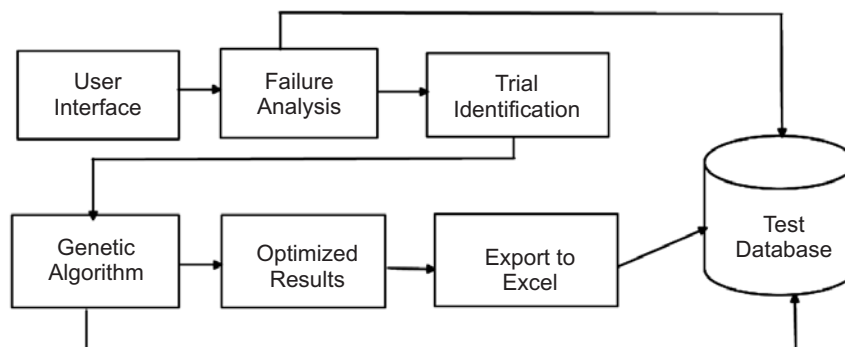 User
Interface
Failure
Analysis
Trial
Identification
Genetic
Algorithm
Optimized
Results
Export to
Excel
Test
Database